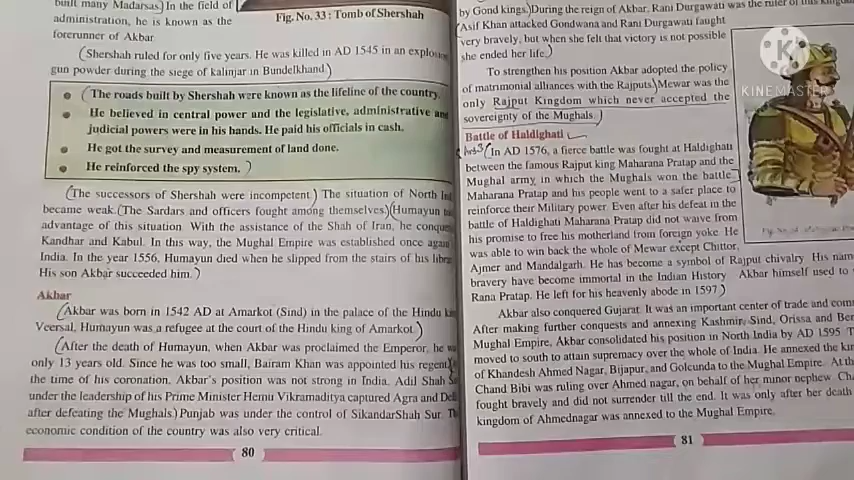 built many Madarsas.) In the field of
administration, he is known as the
forerunner of Akbar
Fig. No. 33 : Tomb of Shershah
(Shershah ruled for only five years. He was killed in AD 1545 in an explosion
gun powder during the siege of kalinjar in Bundelkhand.)
• (The roads built by Shershah were known as the lifeline of the country.
• He believed in central power and the legislative, administrative and
judicial powers were in his hands. He paid his officials in cash.
• He got the survey and measurement of land done.
• He reinforced the spy system. )
(The successors of Shershah were incompetent.) The situation of North
became weak. (The Sardars and officers fought among themselves) (Humayun
advantage of this situation. With the assistance of the Shah of Iran, he
Kandhar and Kabul. In this way, the Mughal Empire was established once again
India. In the year 1556, Humayun died when he slipped from the stairs of his
His son Akbar succeeded him. )
Akbar
(Akbar was born in 1542 AD at Amarkot (Sind) in the palace of the Hindu
Veersal, Humayun was a refugee at the court of the Hindu king of Amarkot. )
(After the death of Humayun, when Akbar was proclaimed the Emperor, he
only 13 years old. Since he was too small, Bairam Khan was appointed his regent.
the time of his coronation, Akbar's position was not strong in India. Adil Shah
under the leadership of his Prime Minister Hemu Vikramaditya captured Agra and
after defeating the Mughals.) Punjab was under the control of SikandarShah Sur.
economic condition of the country was also very critical.
80
by Gond kings.) During the reign of Akbar, Rani Durgawati was the ruler of this
(Asif Khan attacked Gondwana and Rani Durgawati faught
very bravely, but when she felt that victory is not possible
she ended her life.)
To strengthen his position Akbar adopted the policy
of matrimonial alliances with the Rajputs.) Mewar was the
only Rajput Kingdom which never accepted the
sovereignty of the Mughals. )
Battle of Haldighati
(In AD 1576, a fierce battle was fought at Haldighati
between the famous Rajput king Maharana Pratap and the
Mughal army, in which the Mughals won the battle.
Maharana Pratap and his people went to a safer place to
reinforce their Military power. Even after his defeat in the
battle of Haldighati Maharana Pratap did not wave from
his promise to free his motherland from foreign yoke. He
was able to win back the whole of Mewar except Chittor,
Ajmer and Mandalgarh. He has become a symbol of Rajput chivalry. His
bravery have become immortal in the Indian History Akbar himself used to
Rana Pratap. He left for his heavenly abode in 1597.)
Akbar also conquered Gujarat. It was an important center of trade and
After making further conquests and annexing Kashmir, Sind, Orissa and
Mughal Empire, Akbar consolidated his position in North India by AD 1595
moved to south to attain supremacy over the whole of India. He annexed the
of Khandesh Ahmed Nagar, Bijapur, and Golcunda to the Mughal Empire. At
Chand Bibi was ruling over Ahmed nagar, on behalf of her minor nephew.
fought bravely and did not surrender till the end. It was only after her death
kingdom of Ahmednagar was annexed to the Mughal Empire.
81
KINEMASTER